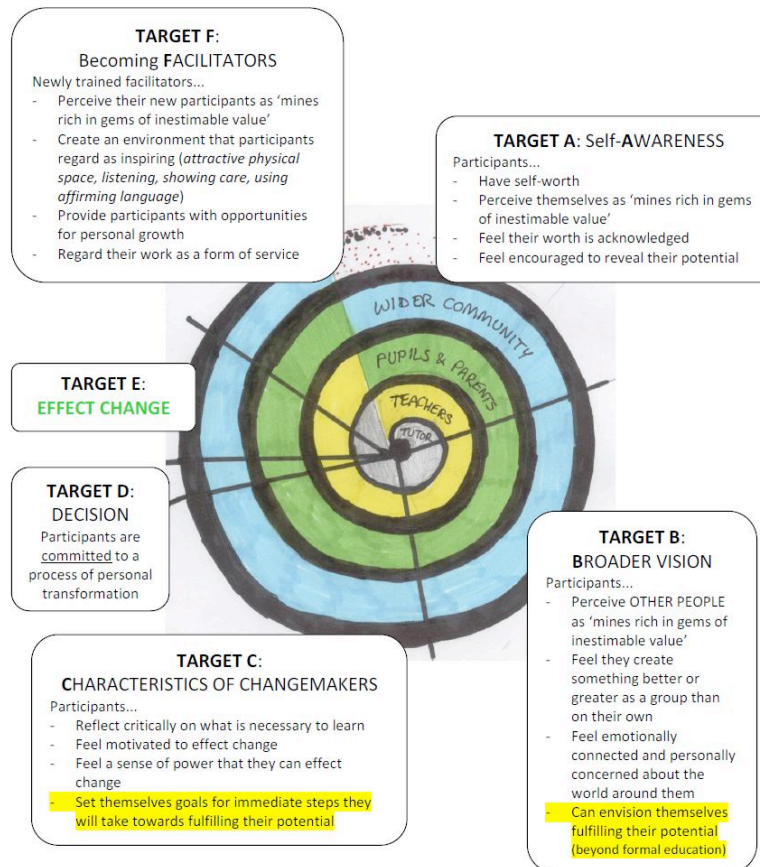 TARGET F:
Becoming FACILITATORS
Newly trained facilitators...
- Perceive their new participants as ‘mines
rich in gems of inestimable value’
- Create an environment that participants
regard as inspiring (attractive physical
space, listening, showing care, using
affirming language)
- Provide participants with opportunities
for personal growth
- Regard their work as a form of service
TARGET A: Self-AWARENESS
Participants...
- Have self-worth
- Perceive themselves as ‘mines rich in gems
of inestimable value’
- Feel their worth is acknowledged
- Feel encouraged to reveal their potential
WIDER COMMUNITY
PUPILS & PARENTS
TEACHERS
TUTOR
TARGET E:
EFFECT CHANGE
TARGET D:
DECISION
Participants are
committed to a
process of personal
transformation
TARGET B:
BROADER VISION
Participants...
- Perceive OTHER PEOPLE
as ‘mines rich in gems of
inestimable value’
- Feel they create
something better or
greater as a group than
on their own
- Feel emotionally
connected and personally
concerned about the
world around them
- Can envision themselves
fulfilling their potential
(beyond formal education)
TARGET C:
CHARACTERISTICS OF CHANGEMAKERS
Participants...
- Reflect critically on what is necessary to learn
- Feel motivated to effect change
- Feel a sense of power that they can effect
change
- Set themselves goals for immediate steps they
will take towards fulfilling their potential